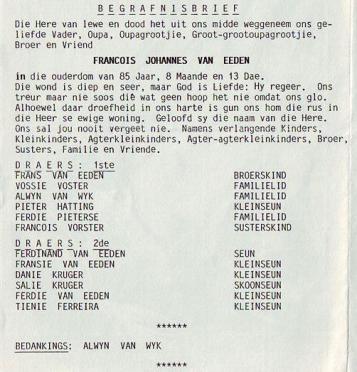 B E G R A F N I S B R I E F
Die Here van lewe en dood het uit ons midde weggeneem ons ge-
liefde Vader, Oupa, Oupagrootjie, Groot-grootoupagrootjie,
Broer en Vriend
FRANCOIS JOHANNES VAN EEDEN
in die ouderdom van 85 Jaar, 8 Maande en 13 Dae.
Die wond is diep en seer, maar God is Liefde: Hy regeer. Ons
treur maar nie soos dië wat geen hoop het nie omdat ons glo.
Alhoewel daar droefheid in ons harte is gun ons hom die rus in
die Heer se ewige woning. Geloofd sy die naam van die Here.
Ons sal jou nooit vergeet nie. Namens verlangende Kinders,
Kleinkinders, Agterkleinkinders, Agter-agterkleinkinders, Broer,
Susters, Familie en Vriende.
D R A E R S : 1ste
FRANS VAN EEDEN BROERSKIND
VOSSIE VOSTER FAMILIELID
ALWYN VAN WYK FAMILIELID
PIETER HATTING KLEINSEUN
FERDIE PIETERSE FAMILIELID
FRANCOIS VORSTER SUSTERSKIND
D R A E R S : 2de
FERDINAND VAN EEDEN SEUN
FRANSIE VAN EEDEN KLEINSEUN
DANIE KRUGER KLEINSEUN
SALIE KRUGER SKOONSEUN
FERDIE VAN EEDEN KLEINSEUN
TIENIE FERREIRA KLEINSEUN
******
BEDANKINGS: ALWYN VAN WYK
******